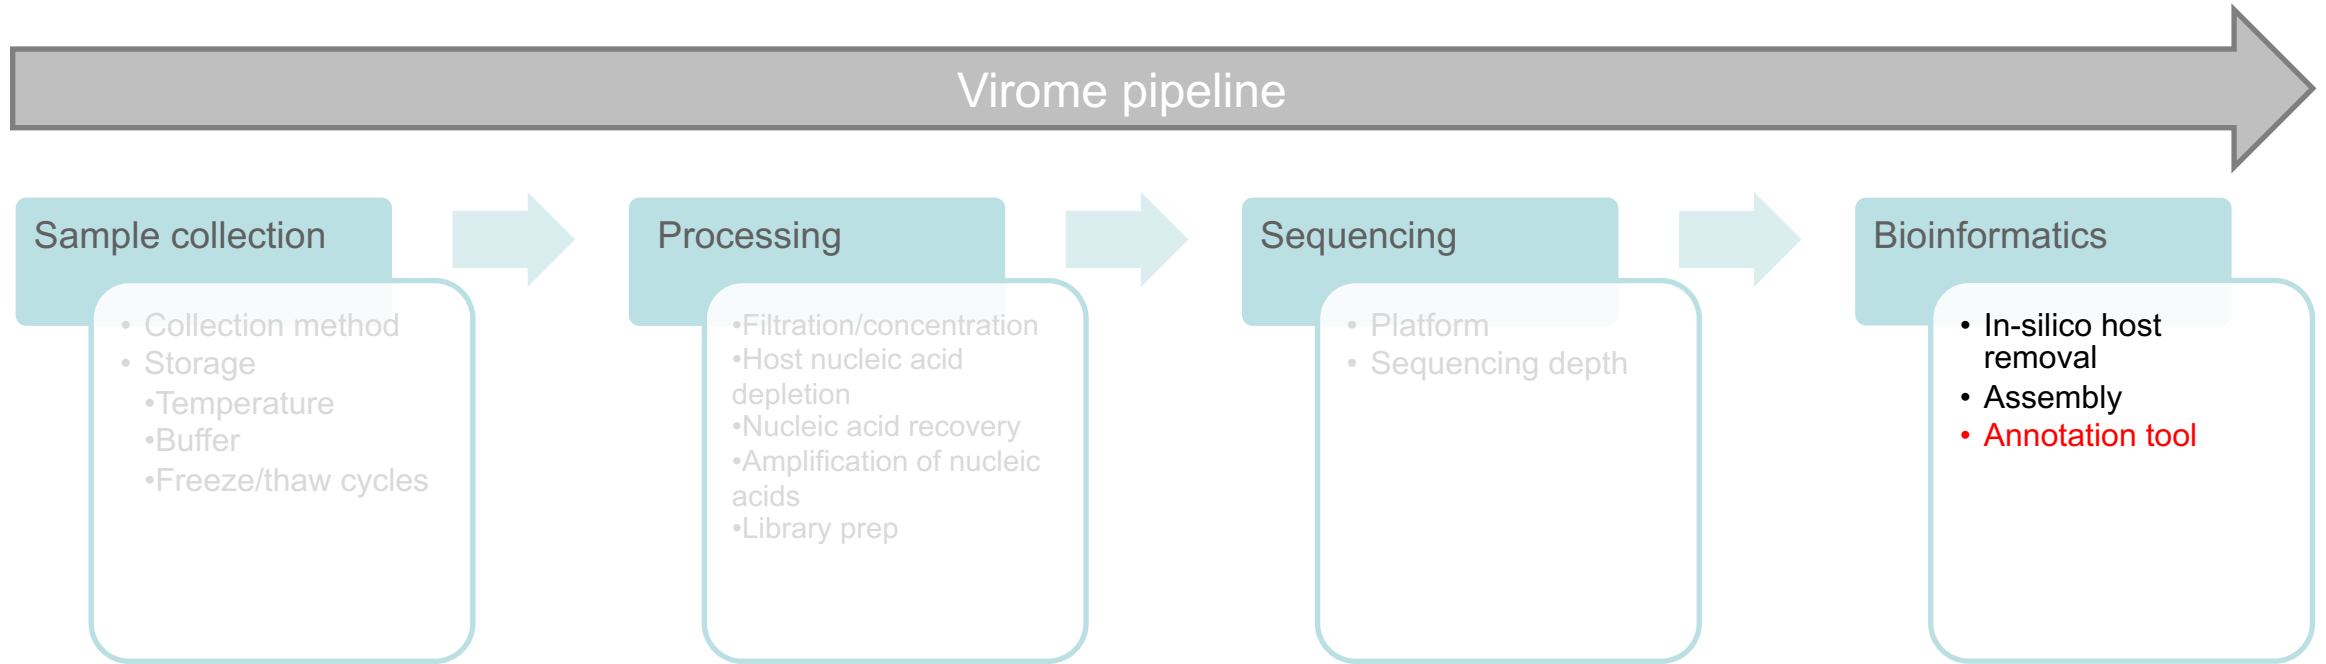 Virome pipeline
Sample collection
• Collection method
• Storage
•Temperature
•Buffer
•Freeze/thaw cycles
Processing
•Filtration/concentration
•Host nucleic acid
depletion
•Nucleic acid recovery
•Amplification of nucleic
acids
•Library prep
Sequencing
• Platform
• Sequencing depth
Bioinformatics
• In-silico host
removal
• Assembly
• Annotation tool